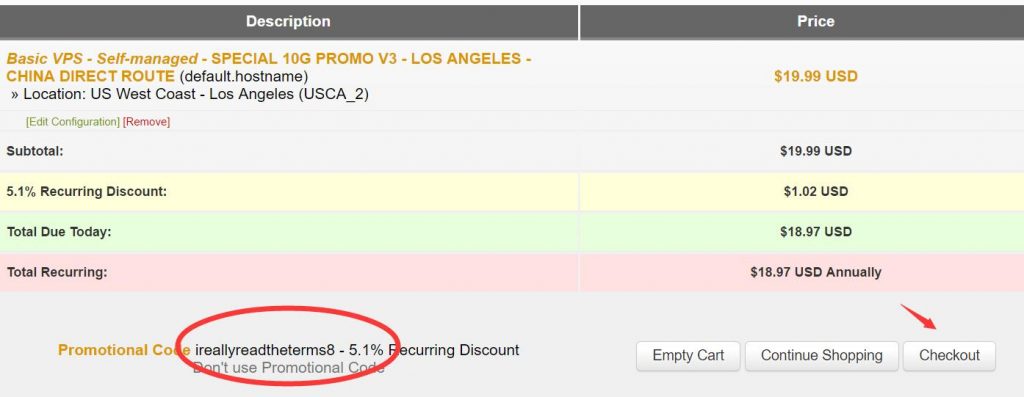 Description Price
Basic VPS - Self-managed - SPECIAL 10G PROMO V3 - LOS ANGELES -
CHINA DIRECT ROUTE (default.hostname) $19.99 USD
» Location: US West Coast - Los Angeles (USCA_2)
[Edit Configuration] [Remove]
Subtotal: $19.99 USD
5.1% Recurring Discount: $1.02 USD
Total Due Today: $18.97 USD
Total Recurring: $18.97 USD Annually
Promotional Code ireallyreadtheterms8 - 5.1% Recurring Discount
Don't use Promotional Code
Empty Cart Continue Shopping Checkout